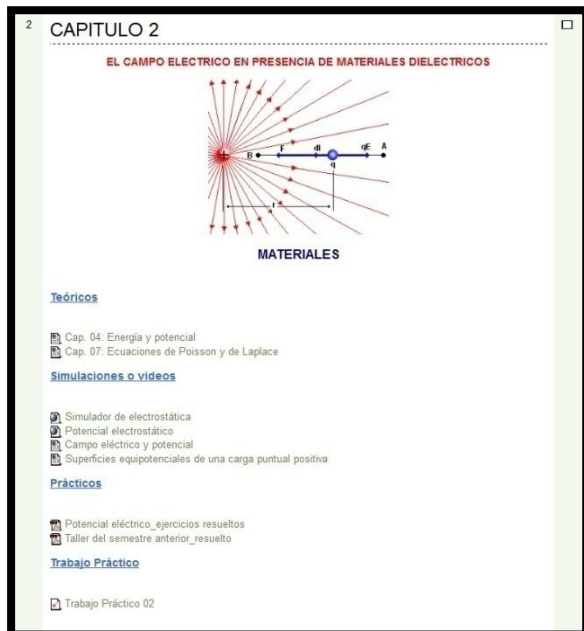 2
CAPITULO 2
EL CAMPO ELECTRICO EN PRESENCIA DE MATERIALES DIELECTRICOS
B F dl q qE A
r
MATERIALES
Teóricos
Cap. 04: Energía y potencial
Cap. 07: Ecuaciones de Poisson y de Laplace
Simulaciones o videos
Simulador de electrostática
Potencial electrostático
Campo eléctrico y potencial
Superficies equipotenciales de una carga puntual positiva
Prácticos
Potencial eléctrico_ejercicios resueltos
Taller del semestre anterior_resuelto
Trabajo Práctico
Trabajo Práctico 02